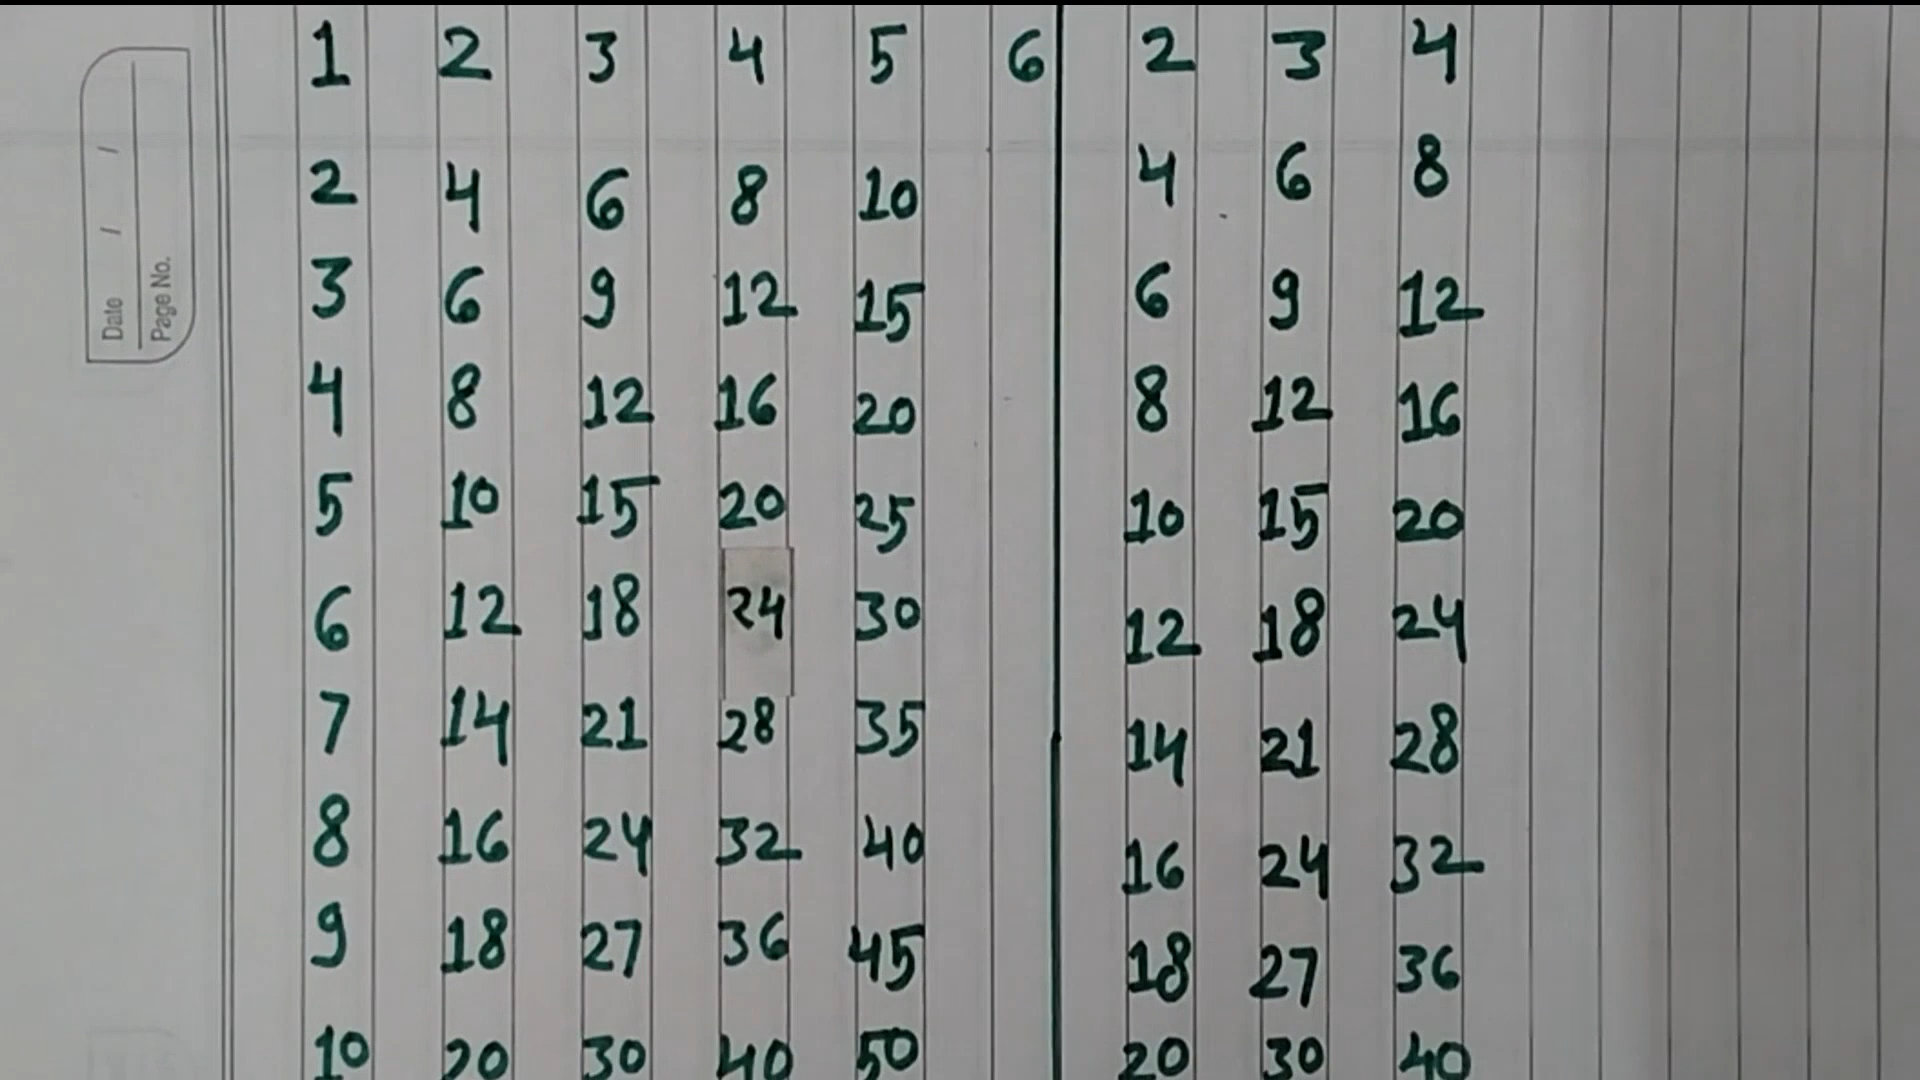 1 2 3 4 5 6 2 3 4
2 4 6 8 10 4 6 8
3 6 9 12 15 6 9 12
4 8 12 16 20 8 12 16
5 10 15 20 25 10 15 20
6 12 18 24 30 12 18 24
7 14 21 28 35 14 21 28
8 16 24 32 40 16 24 32
9 18 27 36 45 18 27 36
10 20 30 40 50 20 30 40
Date / /
Page No.